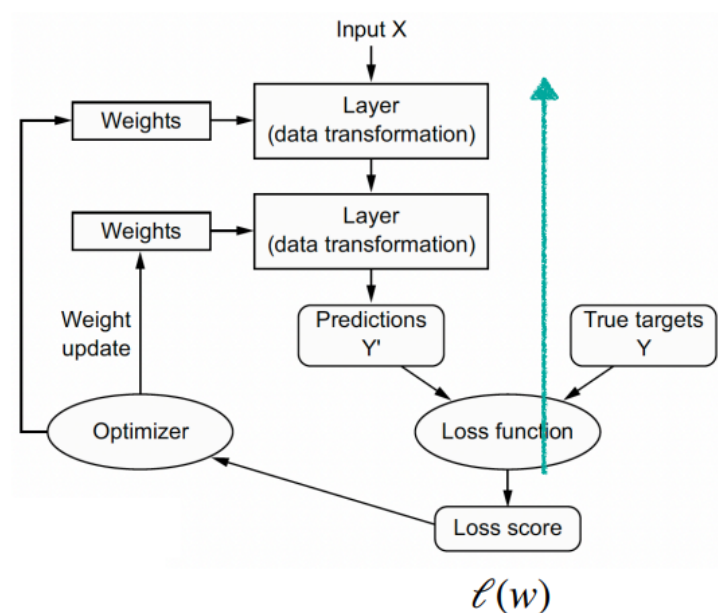 Input X
Weights
Layer
(data transformation)
Weights
Layer
(data transformation)
Weight
update
Predictions
Y'
True targets
Y
Optimizer
Loss function
Loss score
ℓ(w)